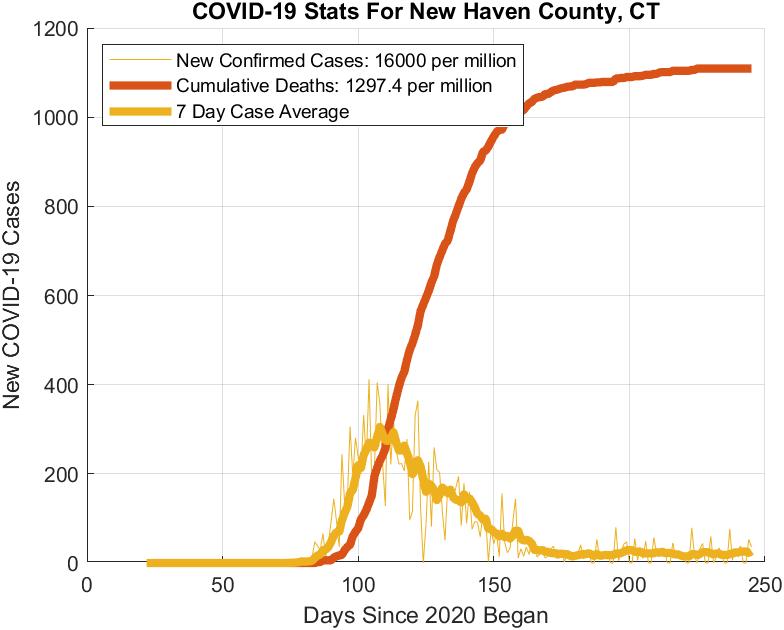 COVID-19 Stats For New Haven County, CT
1200
New Confirmed Cases: 16000 per million
Cumulative Deaths: 1297.4 per million
7 Day Case Average
1000
800
600
400
200
0
New COVID-19 Cases
0 50 100 150 200 250
Days Since 2020 Began